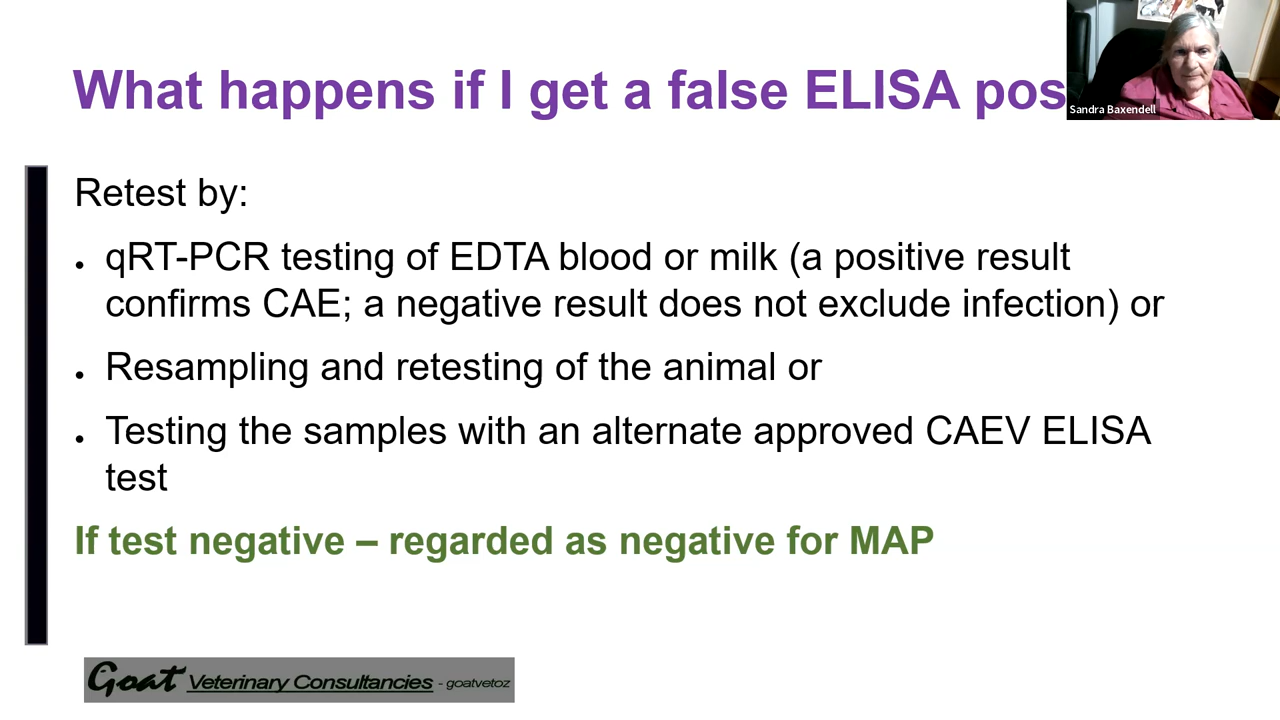 What happens if I get a false ELISA pos
Sandra Baxendell
Retest by:
• qRT-PCR testing of EDTA blood or milk (a positive result
confirms CAE; a negative result does not exclude infection) or
• Resampling and retesting of the animal or
• Testing the samples with an alternate approved CAEV ELISA
test
If test negative – regarded as negative for MAP
Goat Veterinary Consultancies - goatvetoz